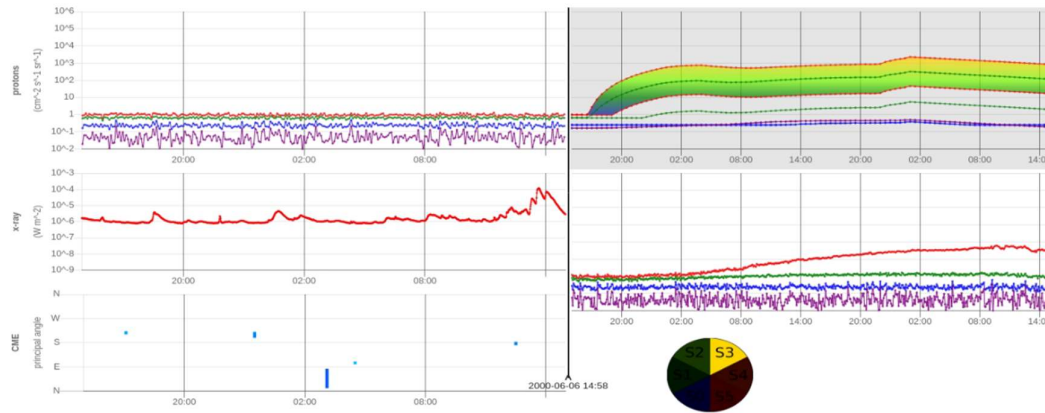 protons
(cm^-2 s^-1 sr^-1)
10^6
10^5
10^4
10^3
10^2
10
1
10^-1
10^-2
20:00 02:00 08:00
20:00 02:00 08:00 14:00 20:00 02:00 08:00 14:0
x-ray
(W m^-2)
10^-3
10^-4
10^-5
10^-6
10^-7
10^-8
10^-9
20:00 02:00 08:00
20:00 02:00 08:00 14:00 20:00 02:00 08:00 14:0
CME
principal angle
N
W
S
E
N
20:00 02:00 08:00
2000-06-06 14:58
S2 S3
S1 S4
S5